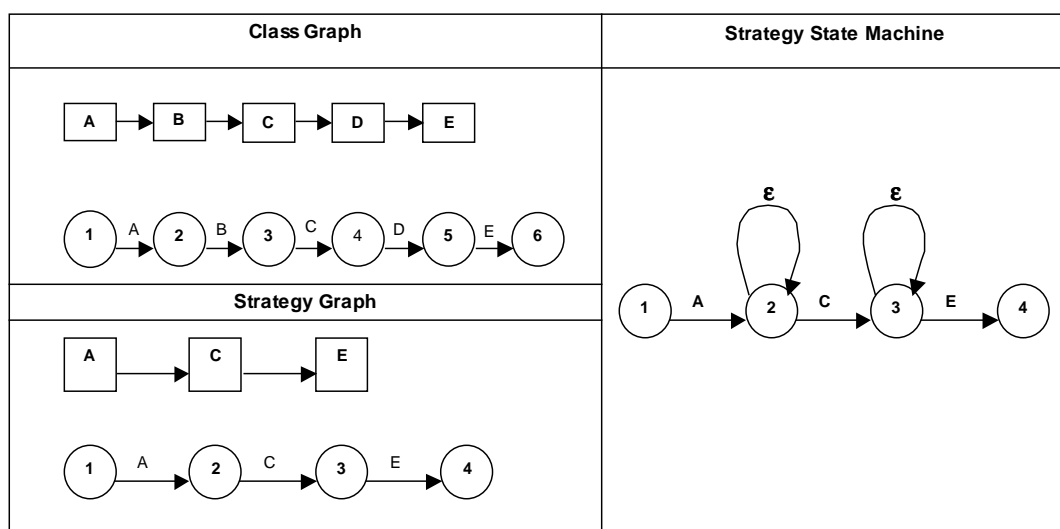 Class Graph
A B C D E
1 A 2 B 3 C 4 D 5 E 6
Strategy Graph
A C E
1 A 2 C 3 E 4
Strategy State Machine
ε ε
1 A 2 C 3 E 4